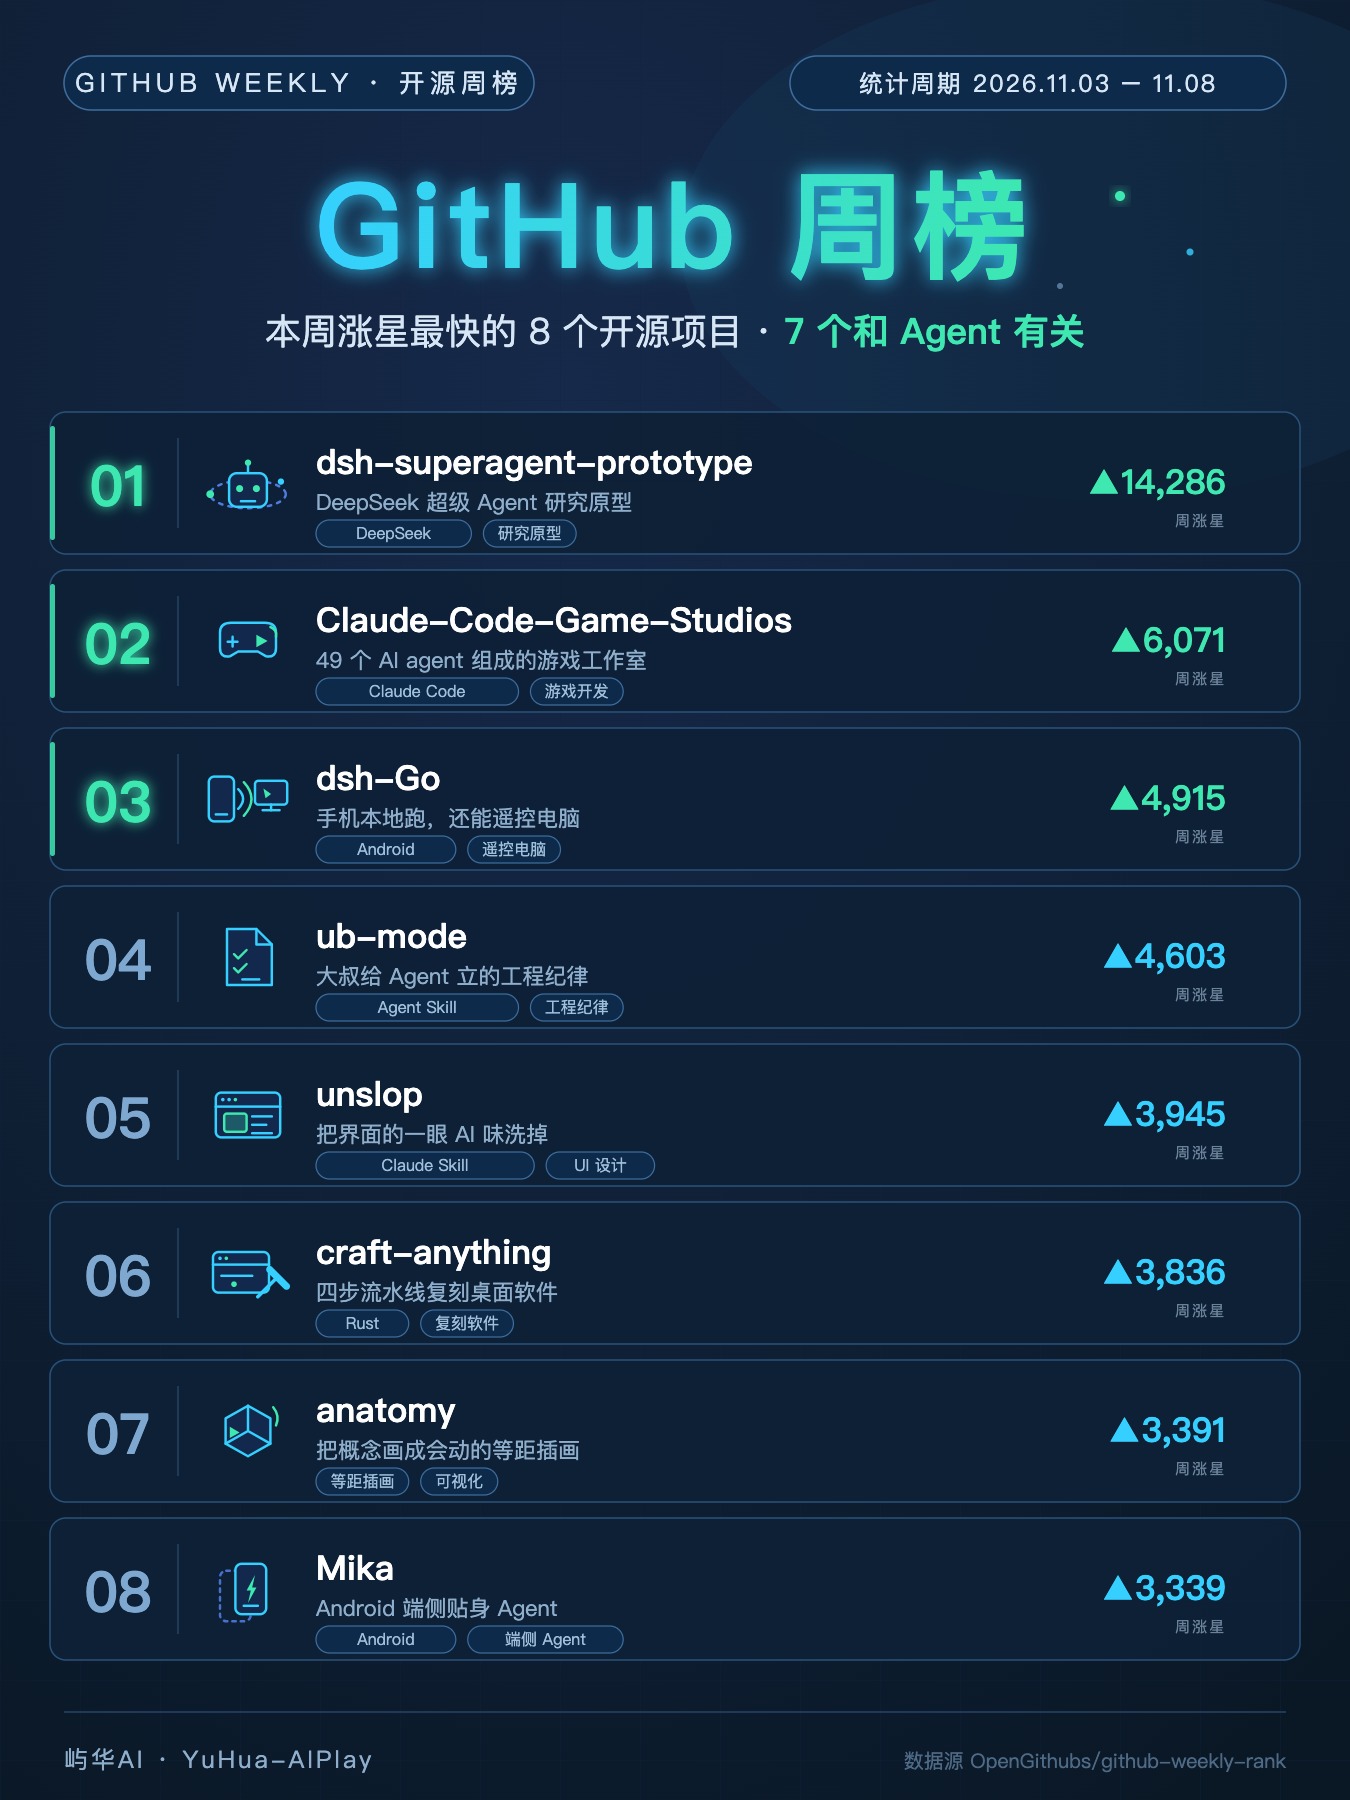 GITHUB WEEKLY · 开源周榜
统计周期 2026.11.03 — 11.08
GitHub 周榜
本周涨星最快的 8 个开源项目 · 7 个和 Agent 有关
01
dsh-superagent-prototype
DeepSeek 超级 Agent 研究原型
DeepSeek 研究原型
▲14,286
周涨星
02
Claude-Code-Game-Studios
49 个 AI agent 组成的游戏工作室
Claude Code 游戏开发
▲6,071
周涨星
03
dsh-Go
手机本地跑，还能遥控电脑
Android 遥控电脑
▲4,915
周涨星
04
ub-mode
大叔给 Agent 立的工程纪律
Agent Skill 工程纪律
▲4,603
周涨星
05
unslop
把界面的一眼 AI 味洗掉
Claude Skill UI 设计
▲3,945
周涨星
06
craft-anything
四步流水线复刻桌面软件
Rust 复刻软件
▲3,836
周涨星
07
anatomy
把概念画成会动的等距插画
等距插画 可视化
▲3,391
周涨星
08
Mika
Android 端侧贴身 Agent
Android 端侧 Agent
▲3,339
周涨星
屿华AI · YuHua-AIPlay
数据源 OpenGithubs/github-weekly-rank